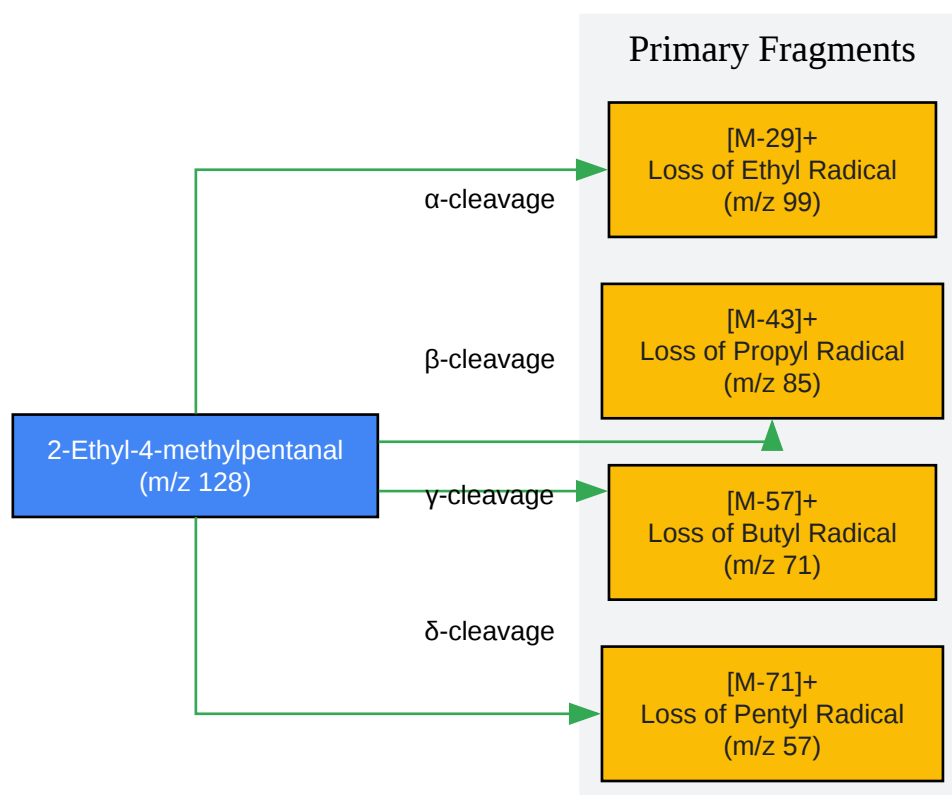 Primary Fragments
[M-29]+
Loss of Ethyl Radical
(m/z 99)
α-cleavage
[M-43]+
Loss of Propyl Radical
(m/z 85)
β-cleavage
2-Ethyl-4-methylpentanal
(m/z 128)
γ-cleavage
[M-57]+
Loss of Butyl Radical
(m/z 71)
δ-cleavage
[M-71]+
Loss of Pentyl Radical
(m/z 57)